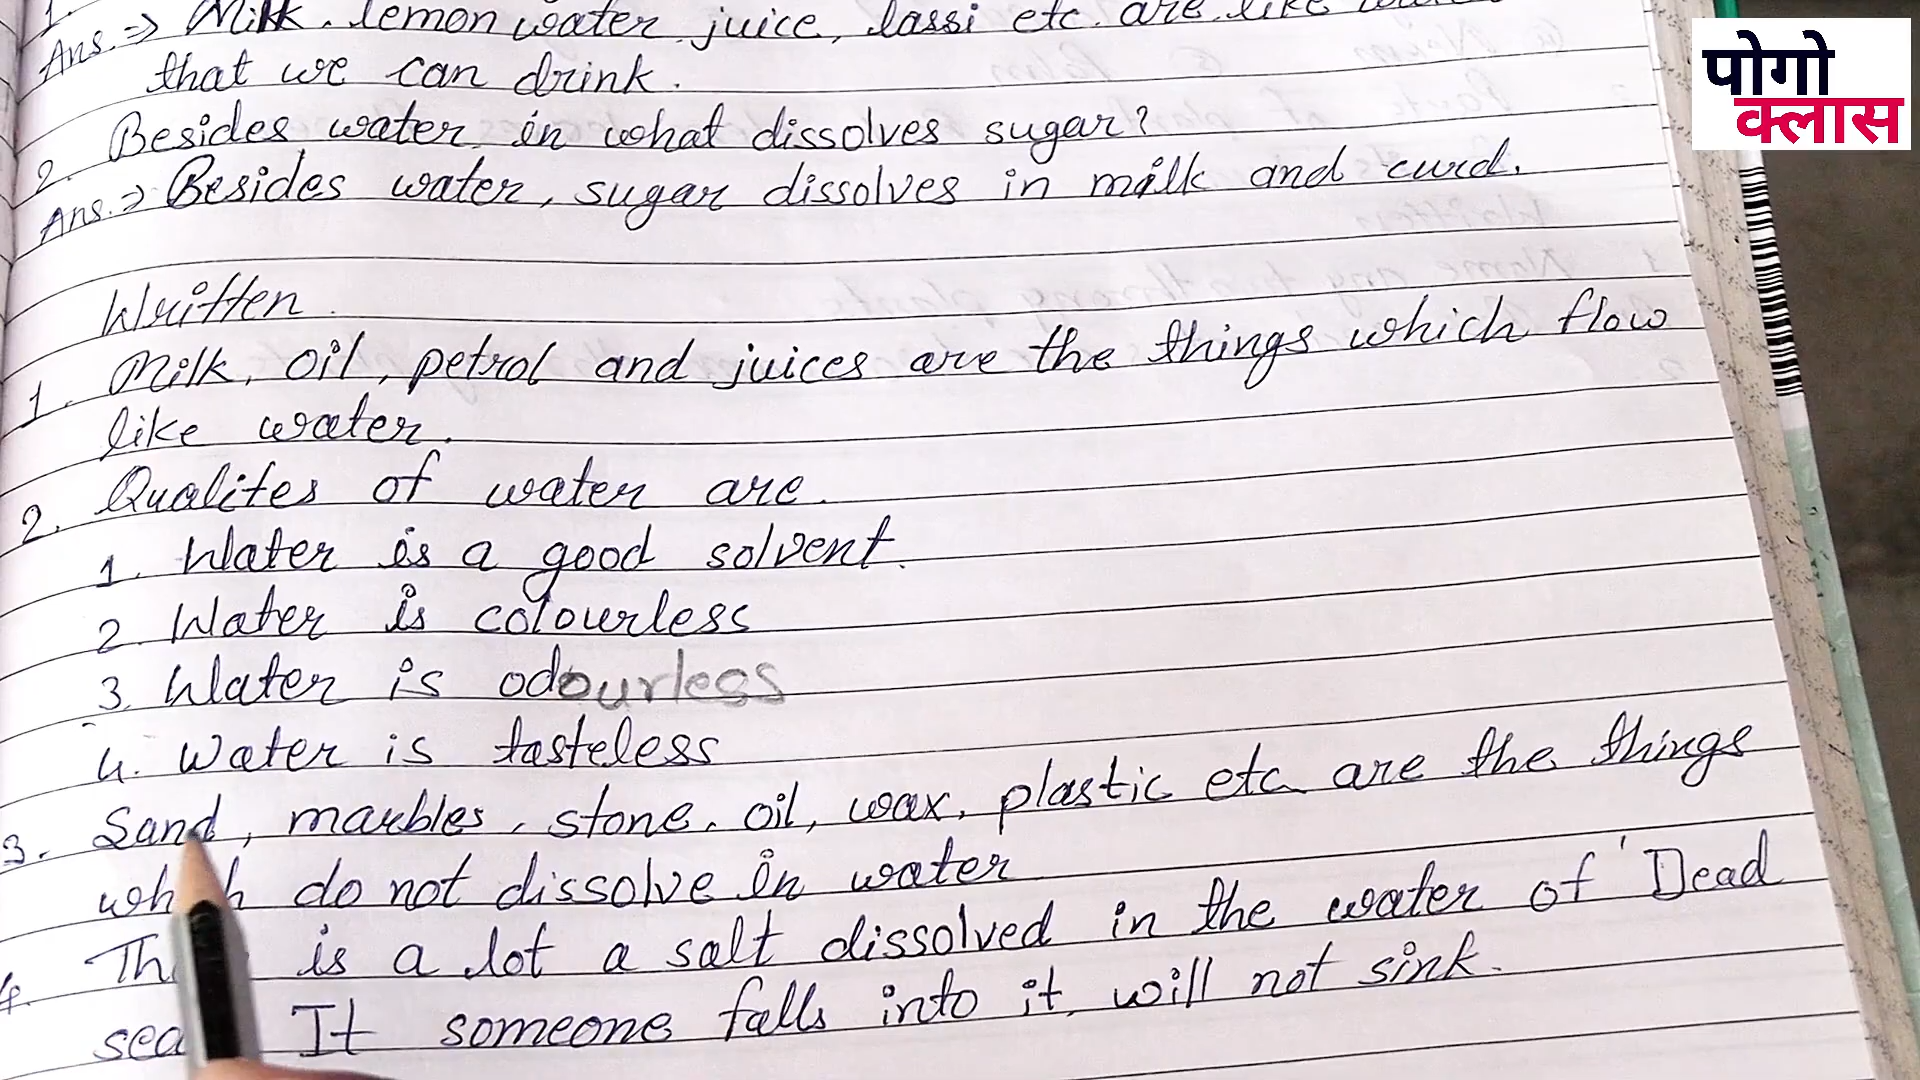 1.
Ans.⇒ Milk, lemon water, juice, lassi etc. are like
that we can drink.
2. Besides water in what dissolves sugar?
Ans.⇒ Besides water, sugar dissolves in milk and curd.
Written
1. Milk, oil, petrol and juices are the things which flow
like water.
2. Qualites of water are.
1. Water is a good solvent.
2. Water is colourless
3. Water is odourless
4. Water is tasteless
3. Sand, marbles, stone, oil, wax, plastic etc are the things
which do not dissolve in water
4. is a lot a salt dissolved in the water of 'Dead
sea It someone falls into it, will not sink.
पोगो
क्लास